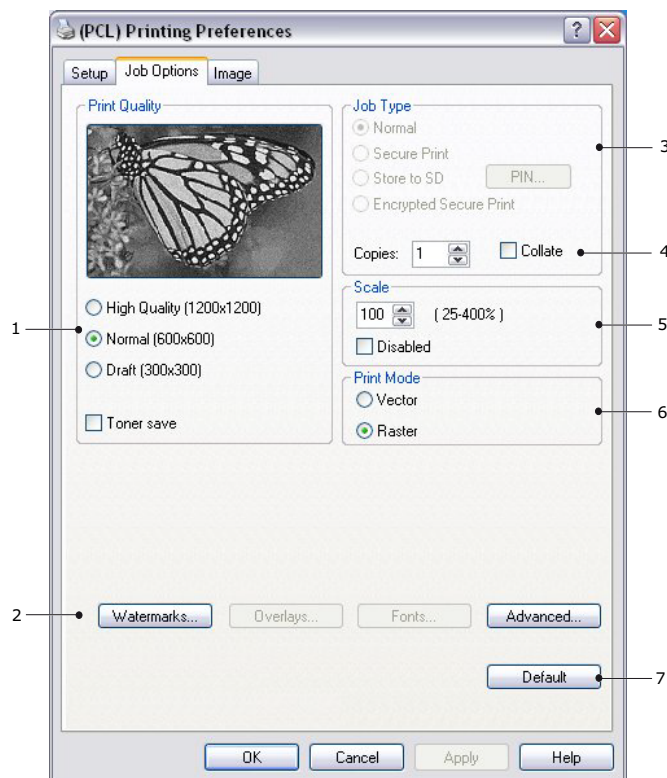 (PCL) Printing Preferences
?
X
Setup
Job Options
Image
Print Quality
1
High Quality (1200x1200)
Normal (600x600)
Draft (300x300)
Toner save
Job Type
Normal
3
Secure Print
Store to SD
PIN...
Encrypted Secure Print
Copies: 1
Collate
4
Scale
100
( 25-400% )
5
Disabled
Print Mode
Vector
6
Raster
2
Watermarks...
Overlays...
Fonts...
Advanced...
Default
7
OK
Cancel
Apply
Help